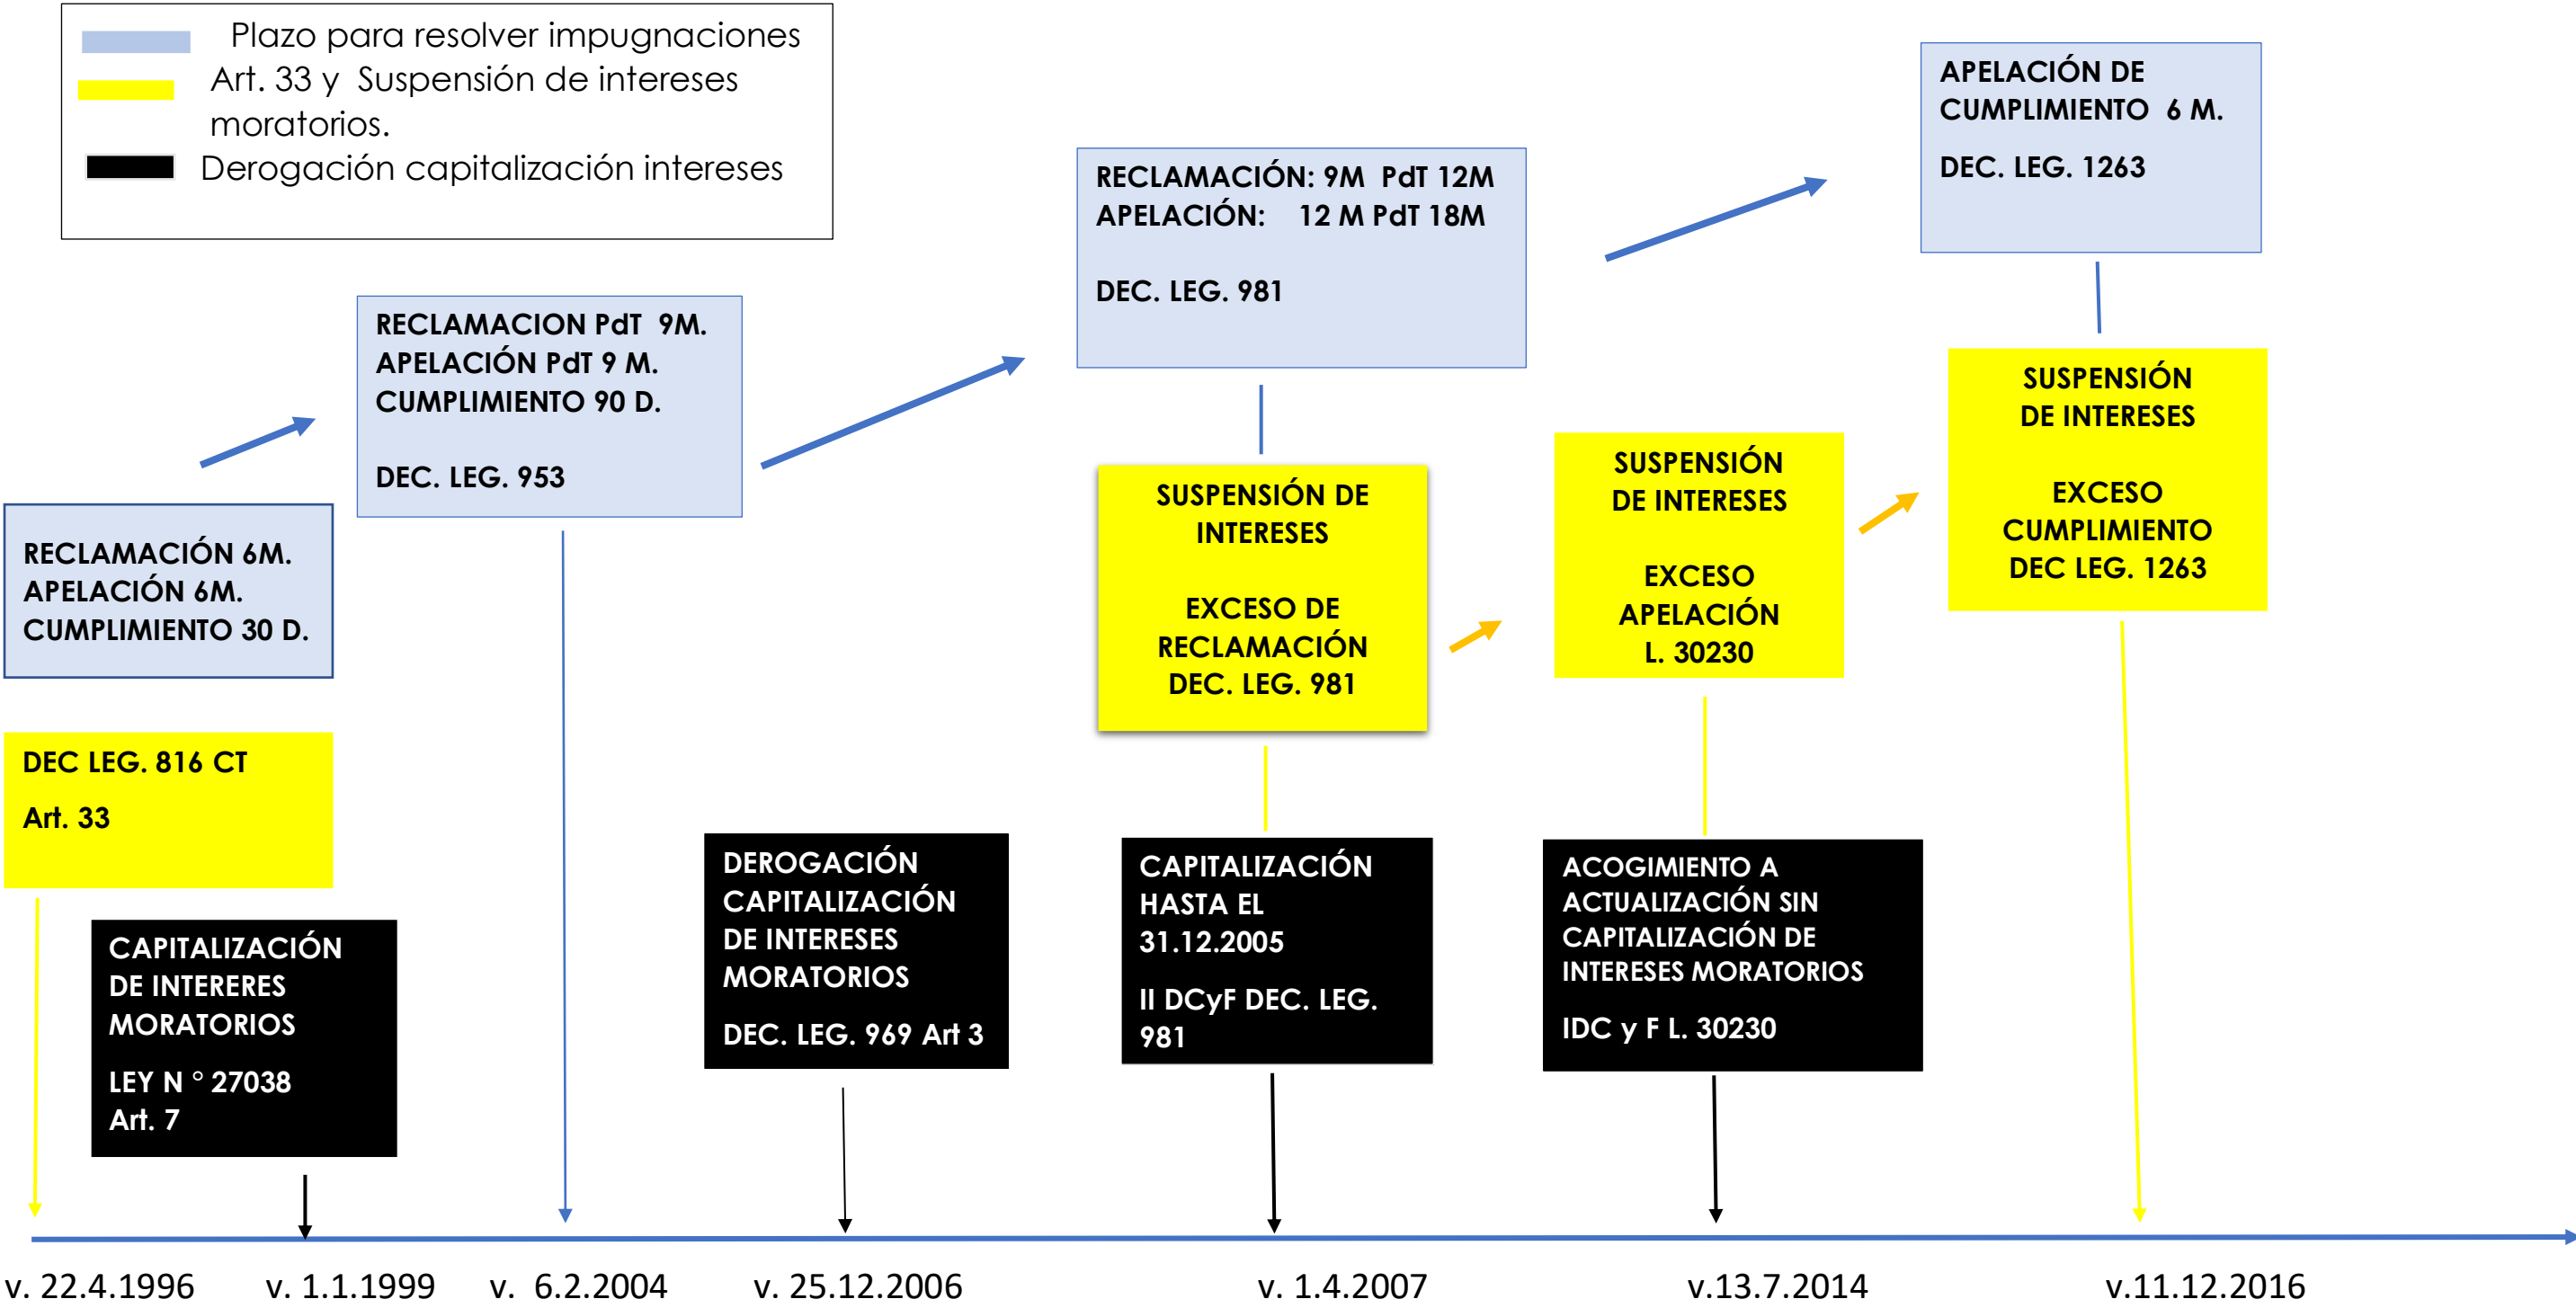 Plazo para resolver impugnaciones
Art. 33 y Suspensión de intereses
moratorios.
Derogación capitalización intereses
APELACIÓN DE
CUMPLIMIENTO 6 M.
DEC. LEG. 1263
RECLAMACIÓN: 9M PdT 12M
APELACIÓN: 12 M PdT 18M
DEC. LEG. 981
RECLAMACION PdT 9M.
APELACIÓN PdT 9 M.
CUMPLIMIENTO 90 D.
DEC. LEG. 953
RECLAMACIÓN 6M.
APELACIÓN 6M.
CUMPLIMIENTO 30 D.
SUSPENSIÓN DE
INTERESES
EXCESO DE
RECLAMACIÓN
DEC. LEG. 981
SUSPENSIÓN
DE INTERESES
EXCESO
APELACIÓN
L. 30230
SUSPENSIÓN
DE INTERESES
EXCESO
CUMPLIMIENTO
DEC LEG. 1263
DEC LEG. 816 CT
Art. 33
CAPITALIZACIÓN
DE INTERERES
MORATORIOS
LEY N ° 27038
Art. 7
DEROGACIÓN
CAPITALIZACIÓN
DE INTERESES
MORATORIOS
DEC. LEG. 969 Art 3
CAPITALIZACIÓN
HASTA EL
31.12.2005
II DCyF DEC. LEG.
981
ACOGIMIENTO A
ACTUALIZACIÓN SIN
CAPITALIZACIÓN DE
INTERESES MORATORIOS
IDC y F L. 30230
v. 22.4.1996
v. 1.1.1999
v. 6.2.2004
v. 25.12.2006
v. 1.4.2007
v.13.7.2014
v.11.12.2016